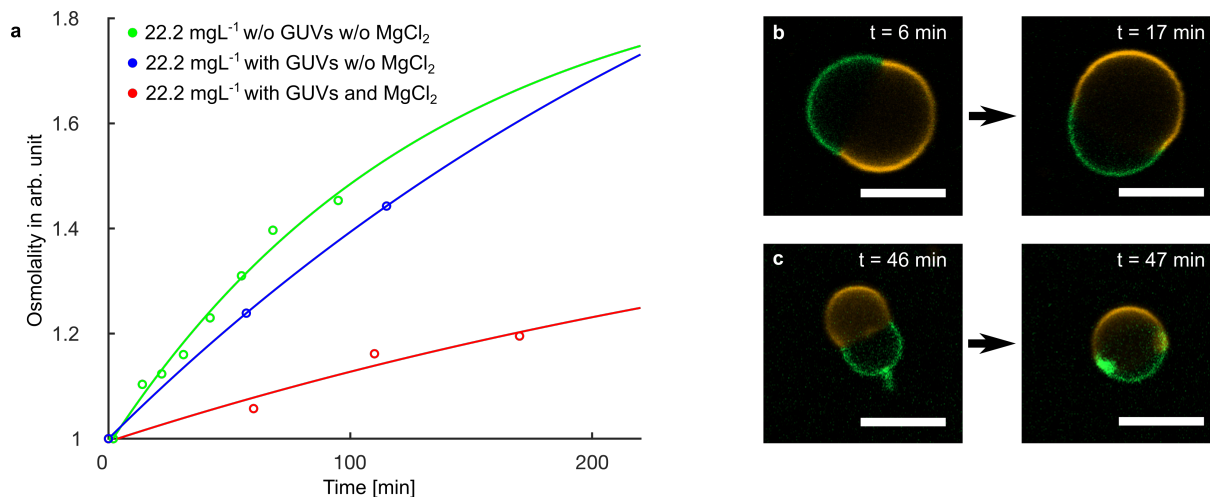 a
22.2 mgL⁻¹ w/o GUVs w/o MgCl₂
22.2 mgL⁻¹ with GUVs w/o MgCl₂
22.2 mgL⁻¹ with GUVs and MgCl₂
Osmolality in arb. unit
1.8
1.6
1.4
1.2
1
0
100
200
Time [min]
b
t = 6 min
t = 17 min
c
t = 46 min
t = 47 min